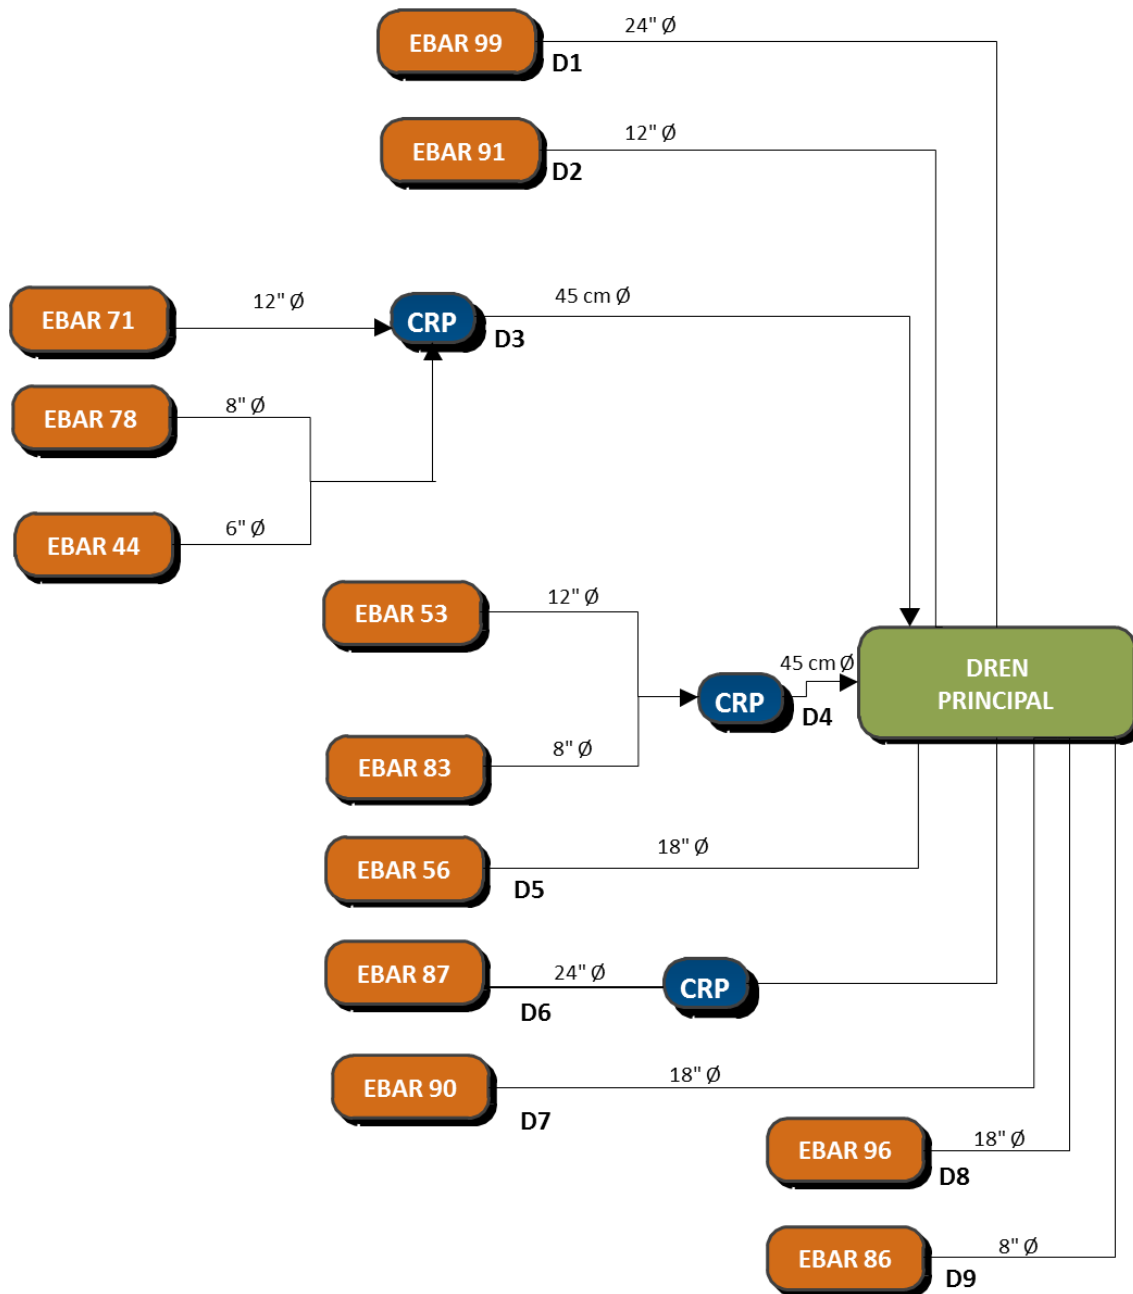 EBAR 99
24" Ø
D1
EBAR 91
12" Ø
D2
EBAR 71
12" Ø
CRP
45 cm Ø
D3
EBAR 78
8" Ø
EBAR 44
6" Ø
EBAR 53
12" Ø
DREN
PRINCIPAL
45 cm Ø
CRP
D4
EBAR 83
8" Ø
EBAR 56
18" Ø
D5
EBAR 87
24" Ø
CRP
D6
EBAR 90
18" Ø
D7
EBAR 96
18" Ø
D8
EBAR 86
8" Ø
D9